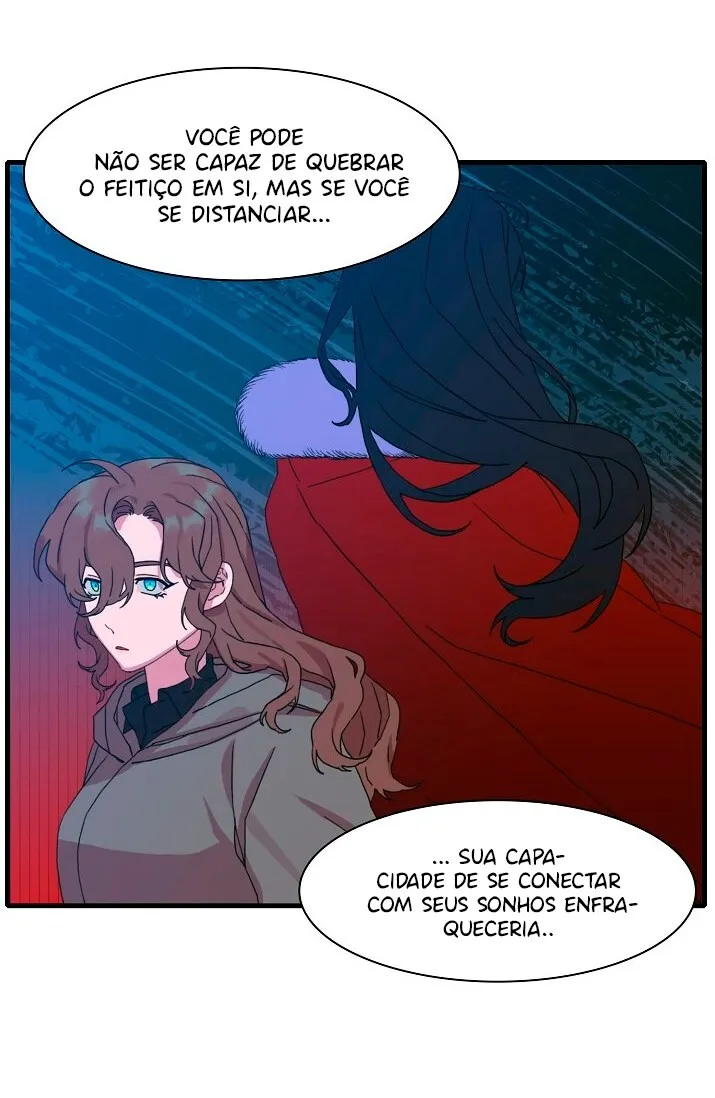 VOCÊ PODE
NÃO SER CAPAZ DE QUEBRAR
O FEITIÇO EM SI, MAS SE VOCÊ
SE DISTANCIAR...
... SUA CAPA-
CIDADE DE SE CONECTAR
COM SEUS SONHOS ENFRA-
QUECERIA..